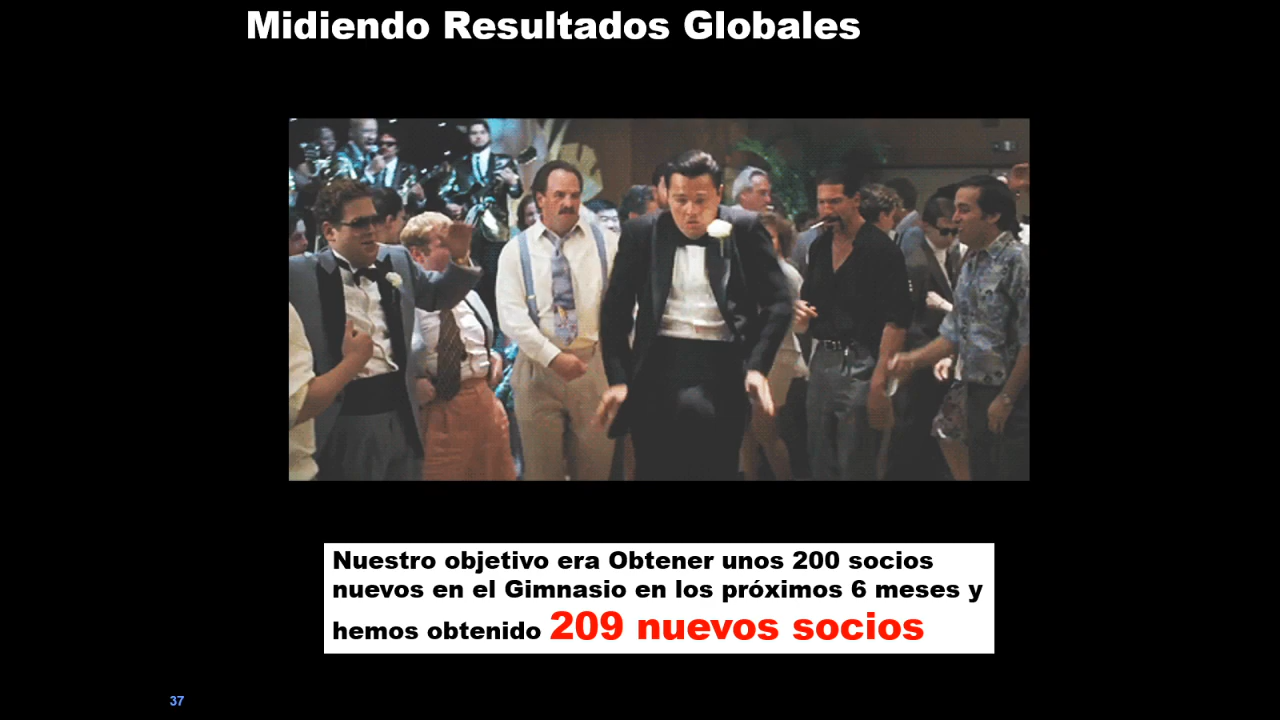 Midiendo Resultados Globales
Nuestro objetivo era Obtener unos 200 socios
nuevos en el Gimnasio en los próximos 6 meses y
hemos obtenido 209 nuevos socios
37